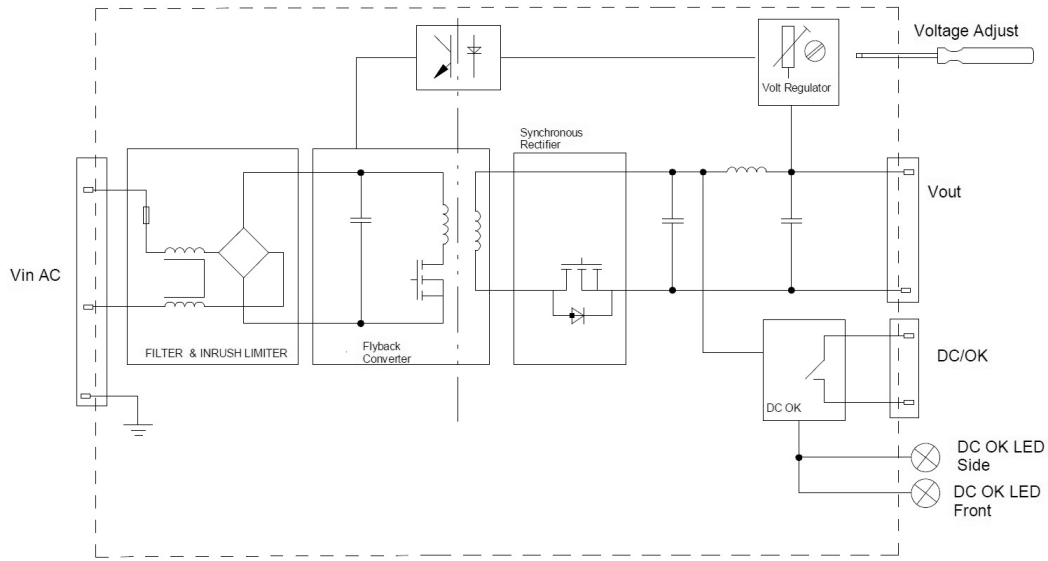 Voltage Adjust
Volt Regulator
Synchronous
Rectifier
Vout
Vin AC
FILTER & INRUSH LIMITER
Flyback
Converter
DC/OK
DC OK
DC OK LED
Side
DC OK LED
Front